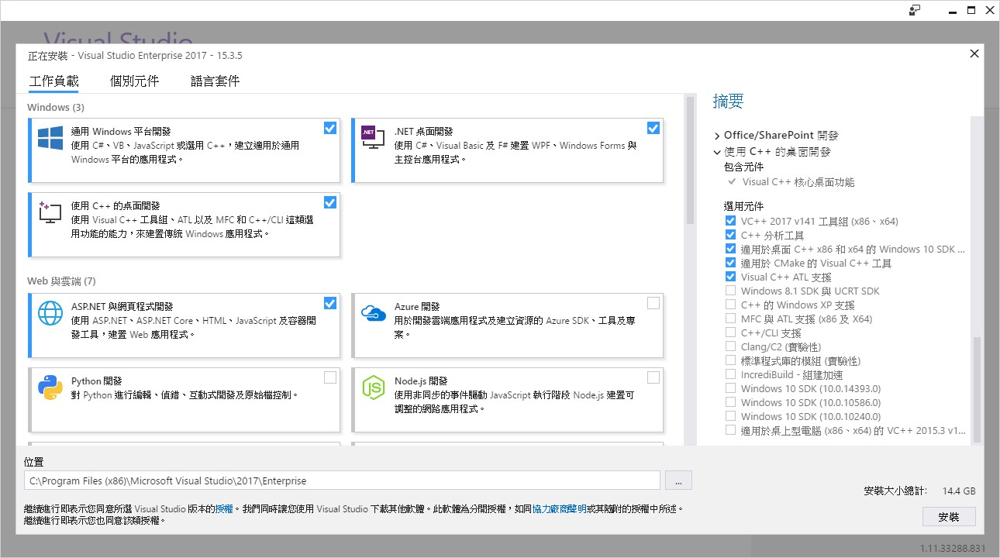 Visual Studio
正在安裝 - Visual Studio Enterprise 2017 - 15.3.5
工作負載 個別元件 語言套件
Windows (3)
通用 Windows 平台開發
使用 C#、VB、JavaScript 或選用 C++，建立適用於通用
Windows 平台的應用程式。
.NET
.NET 桌面開發
使用 C#、Visual Basic 及 F# 建置 WPF、Windows Forms 與
主控台應用程式。
使用 C++ 的桌面開發
使用 Visual C++ 工具組、ATL 以及 MFC 和 C++/CLI 這類選
用功能的能力，來建置傳統 Windows 應用程式。
Web 與雲端 (7)
ASP.NET 與網頁程式開發
使用 ASP.NET、ASP.NET Core、HTML、JavaScript 及容器開
發工具，建置 Web 應用程式。
Azure 開發
用於開發雲端應用程式及建立資源的 Azure SDK、工具及專
案。
Python 開發
對 Python 進行編輯、偵錯、互動式開發及原始檔控制。
JS
Node.js 開發
使用非同步的事件驅動 JavaScript 執行階段 Node.js 建置可
調整的網路應用程式。
摘要
Office/SharePoint 開發
使用 C++ 的桌面開發
包含元件
Visual C++ 核心桌面功能
選用元件
VC++ 2017 v141 工具組 (x86、x64)
C++ 分析工具
適用於桌面 C++ x86 和 x64 的 Windows 10 SDK ...
適用於 CMake 的 Visual C++ 工具
Visual C++ ATL 支援
Windows 8.1 SDK 與 UCRT SDK
C++ 的 Windows XP 支援
MFC 與 ATL 支援 (x86 及 X64)
C++/CLI 支援
Clang/C2 (實驗性)
標準程式庫的模組 (實驗性)
IncrediBuild - 組建加速
Windows 10 SDK (10.0.14393.0)
Windows 10 SDK (10.0.10586.0)
Windows 10 SDK (10.0.10240.0)
適用於桌上型電腦 (x86、x64) 的 VC++ 2015.3 v1...
位置
C:\Program Files (x86)\Microsoft Visual Studio\2017\Enterprise
...
繼續進行即表示您同意所選 Visual Studio 版本的授權。我們同時讓您使用 Visual Studio 下載其他軟體。此軟體為分開授權，如同協力廠商聲明或其隨附的授權中所述。
繼續進行即表示您也同意該類授權。
安裝大小總計: 14.4 GB
安裝
1.11.33288.831